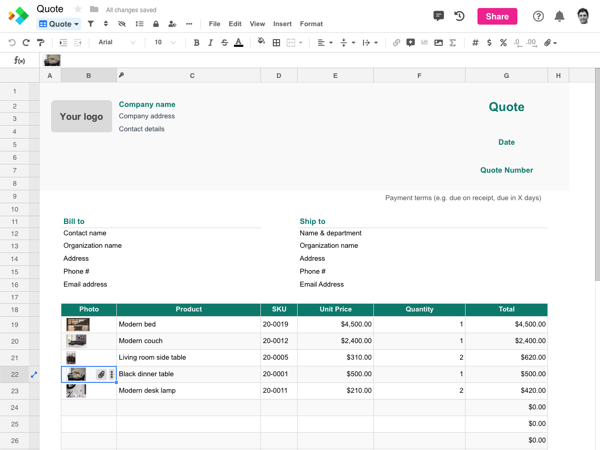 Quote
All changes saved
Quote
File Edit View Insert Format
Share
Arial 10 B I S A
f(x)
A B C D E F G H
1
2 Company name Quote
3 Your logo Company address
4 Contact details
5 Date
6
7 Quote Number
8
9 Payment terms (e.g. due on receipt, due in X days)
10
11 Bill to Ship to
12 Contact name Name & department
13 Organization name Organization name
14 Address Address
15 Phone # Phone #
16 Email address Email Address
17
18 Photo Product SKU Unit Price Quantity Total
19 Modern bed 20-0019 $4,500.00 1 $4,500.00
20 Modern couch 20-0012 $2,400.00 1 $2,400.00
21 Living room side table 20-0005 $310.00 2 $620.00
22 Black dinner table 20-0001 $500.00 1 $500.00
23 Modern desk lamp 20-0011 $210.00 2 $420.00
24 $0.00
25 $0.00
26 $0.00